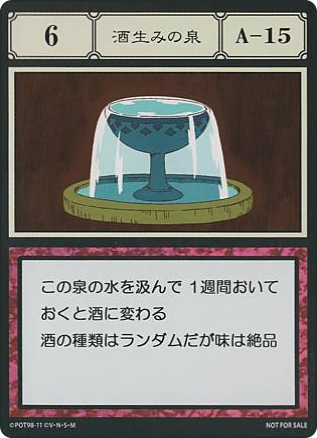 6
酒生みの泉
A-15
この泉の水を汲んで 1週間おいて
おくと酒に変わる
酒の種類はランダムだが味は絶品
©POT98-11 ©V・N・S・M
NOT FOR SALE